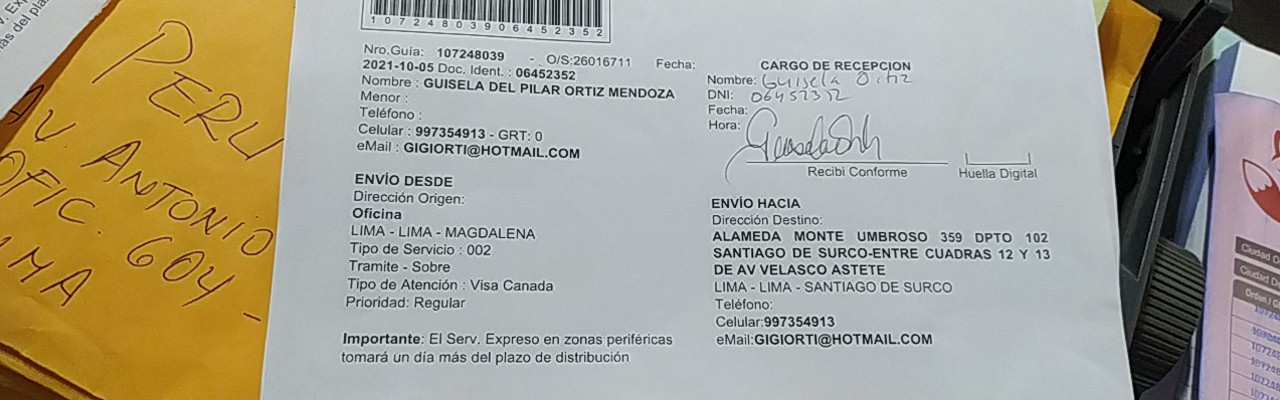 107248039064523 52
Nro.Guía: 107248039 - O/S:26016711 Fecha:
2021-10-05 Doc. Ident. : 06452352
Nombre : GUISELA DEL PILAR ORTIZ MENDOZA
Menor :
Teléfono :
Celular : 997354913 - GRT: 0
eMail : GIGIORTI@HOTMAIL.COM
ENVÍO DESDE
Dirección Origen:
Oficina
LIMA - LIMA - MAGDALENA
Tipo de Servicio : 002
Tramite - Sobre
Tipo de Atención : Visa Canada
Prioridad: Regular
Importante: El Serv. Expreso en zonas periféricas
tomará un día más del plazo de distribución
CARGO DE RECEPCION
Nombre: Guisela Ortiz
DNI: 06452352
Fecha:
Hora:
Recibi Conforme
Huella Digital
ENVÍO HACIA
Dirección Destino:
ALAMEDA MONTE UMBROSO 359 DPTO 102
SANTIAGO DE SURCO-ENTRE CUADRAS 12 Y 13
DE AV VELASCO ASTETE
LIMA - LIMA - SANTIAGO DE SURCO
Teléfono:
Celular:997354913
eMail:GIGIORTI@HOTMAIL.COM
PERU
AV. ANTONIO
OFIC. 604 -
Ciudad O
Ciudad D
Orden / G